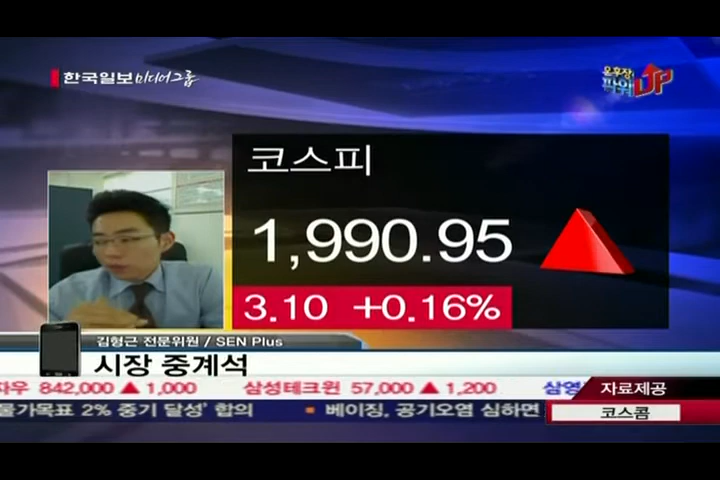 한국일보 미디어그룹
오후장 파워 UP
코스피
1,990.95
3.10 +0.16%
김형근 전문위원 / SEN Plus
시장 중계석
자우 842,000 ▲ 1,000 삼성테크윈 57,000 ▲ 1,200 삼영
자료제공
물가목표 2% 중기 달성' 합의 ▪ 베이징, 공기오염 심하면
코스콤